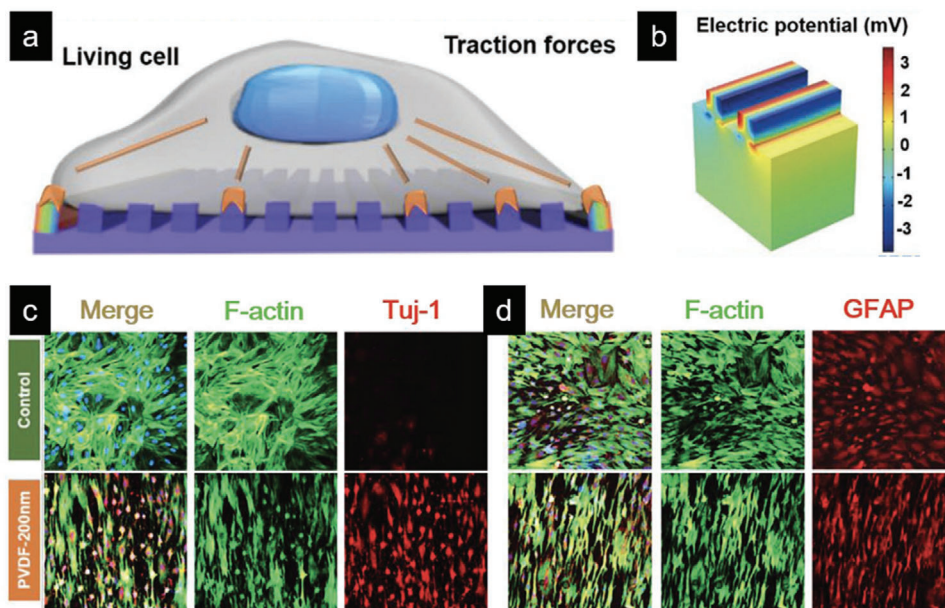 a
Living cell
Traction forces
b
Electric potential (mV)
3
2
1
0
-1
-2
-3
c
Merge
F-actin
Tuj-1
d
Merge
F-actin
GFAP
Control
PVDF-200nm